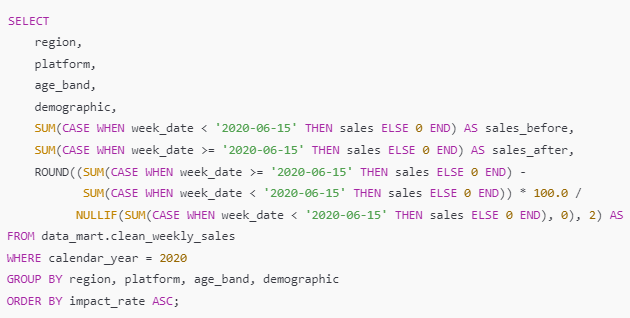 SELECT
region,
platform,
age_band,
demographic,
SUM(CASE WHEN week_date < '2020-06-15' THEN sales ELSE 0 END) AS sales_before,
SUM(CASE WHEN week_date >= '2020-06-15' THEN sales ELSE 0 END) AS sales_after,
ROUND((SUM(CASE WHEN week_date >= '2020-06-15' THEN sales ELSE 0 END) -
SUM(CASE WHEN week_date < '2020-06-15' THEN sales ELSE 0 END)) * 100.0 /
NULLIF(SUM(CASE WHEN week_date < '2020-06-15' THEN sales ELSE 0 END), 0), 2) AS
FROM data_mart.clean_weekly_sales
WHERE calendar_year = 2020
GROUP BY region, platform, age_band, demographic
ORDER BY impact_rate ASC;